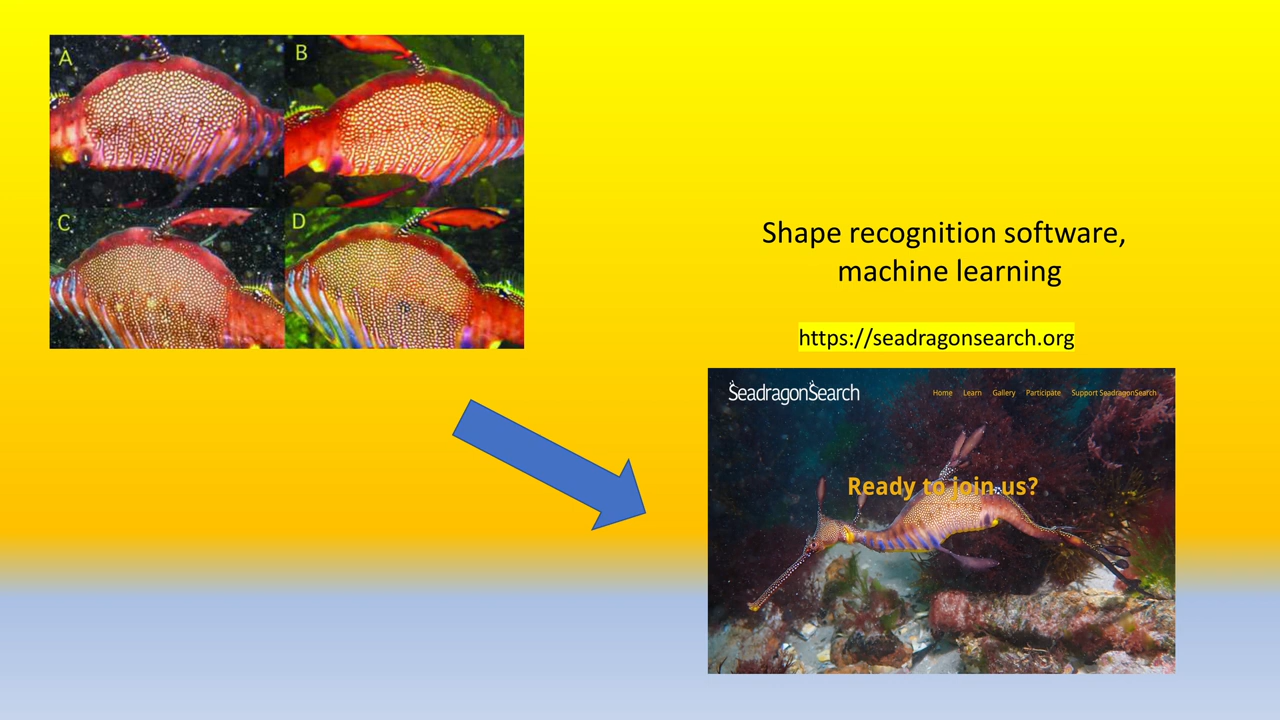 A
B
C
D
Shape recognition software,
machine learning
https://seadragonsearch.org
SeadragonSearch
Home Learn Gallery Participate Support SeadragonSearch
Ready to join us?